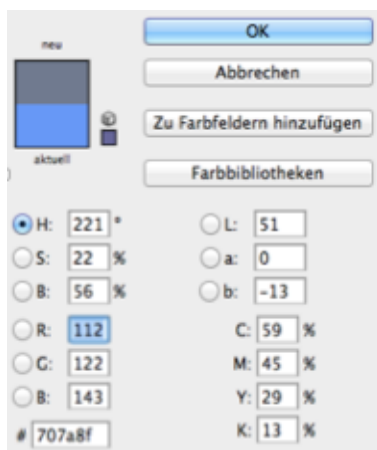 neu
OK
Abbrechen
Zu Farbfeldern hinzufügen
aktuell
Farbbibliotheken
H: 221 ° L: 51
S: 22 % a: 0
B: 56 % b: -13
R: 112 C: 59 %
G: 122 M: 45 %
B: 143 Y: 29 %
# 707a8f K: 13 %